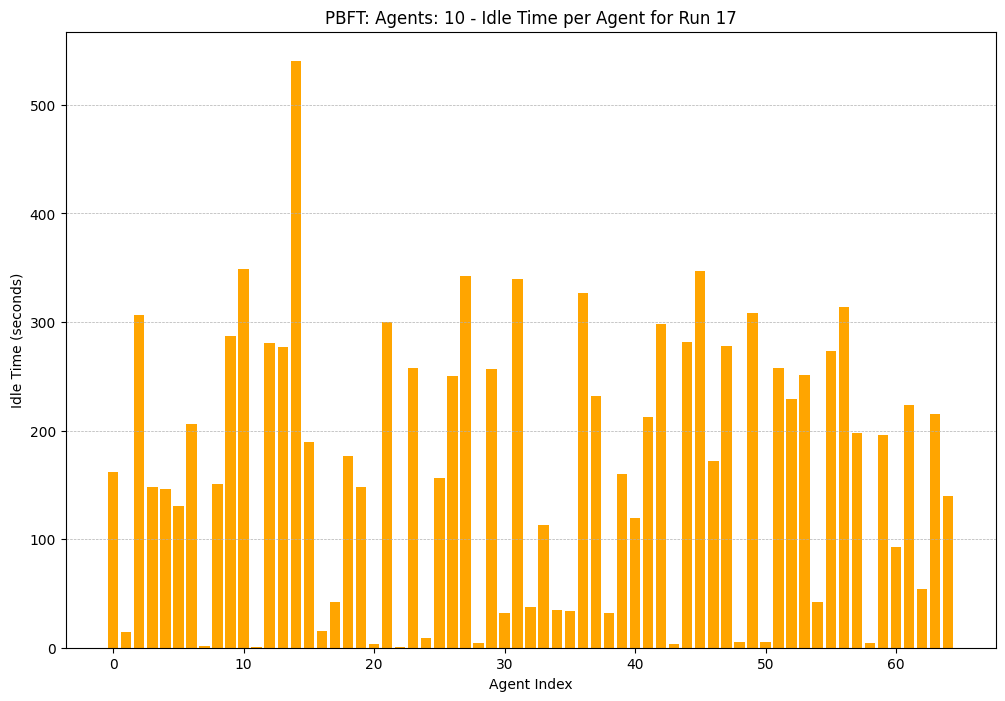 PBFT: Agents: 10 - Idle Time per Agent for Run 17
Idle Time (seconds)
500
400
300
200
100
0
0 10 20 30 40 50 60
Agent Index